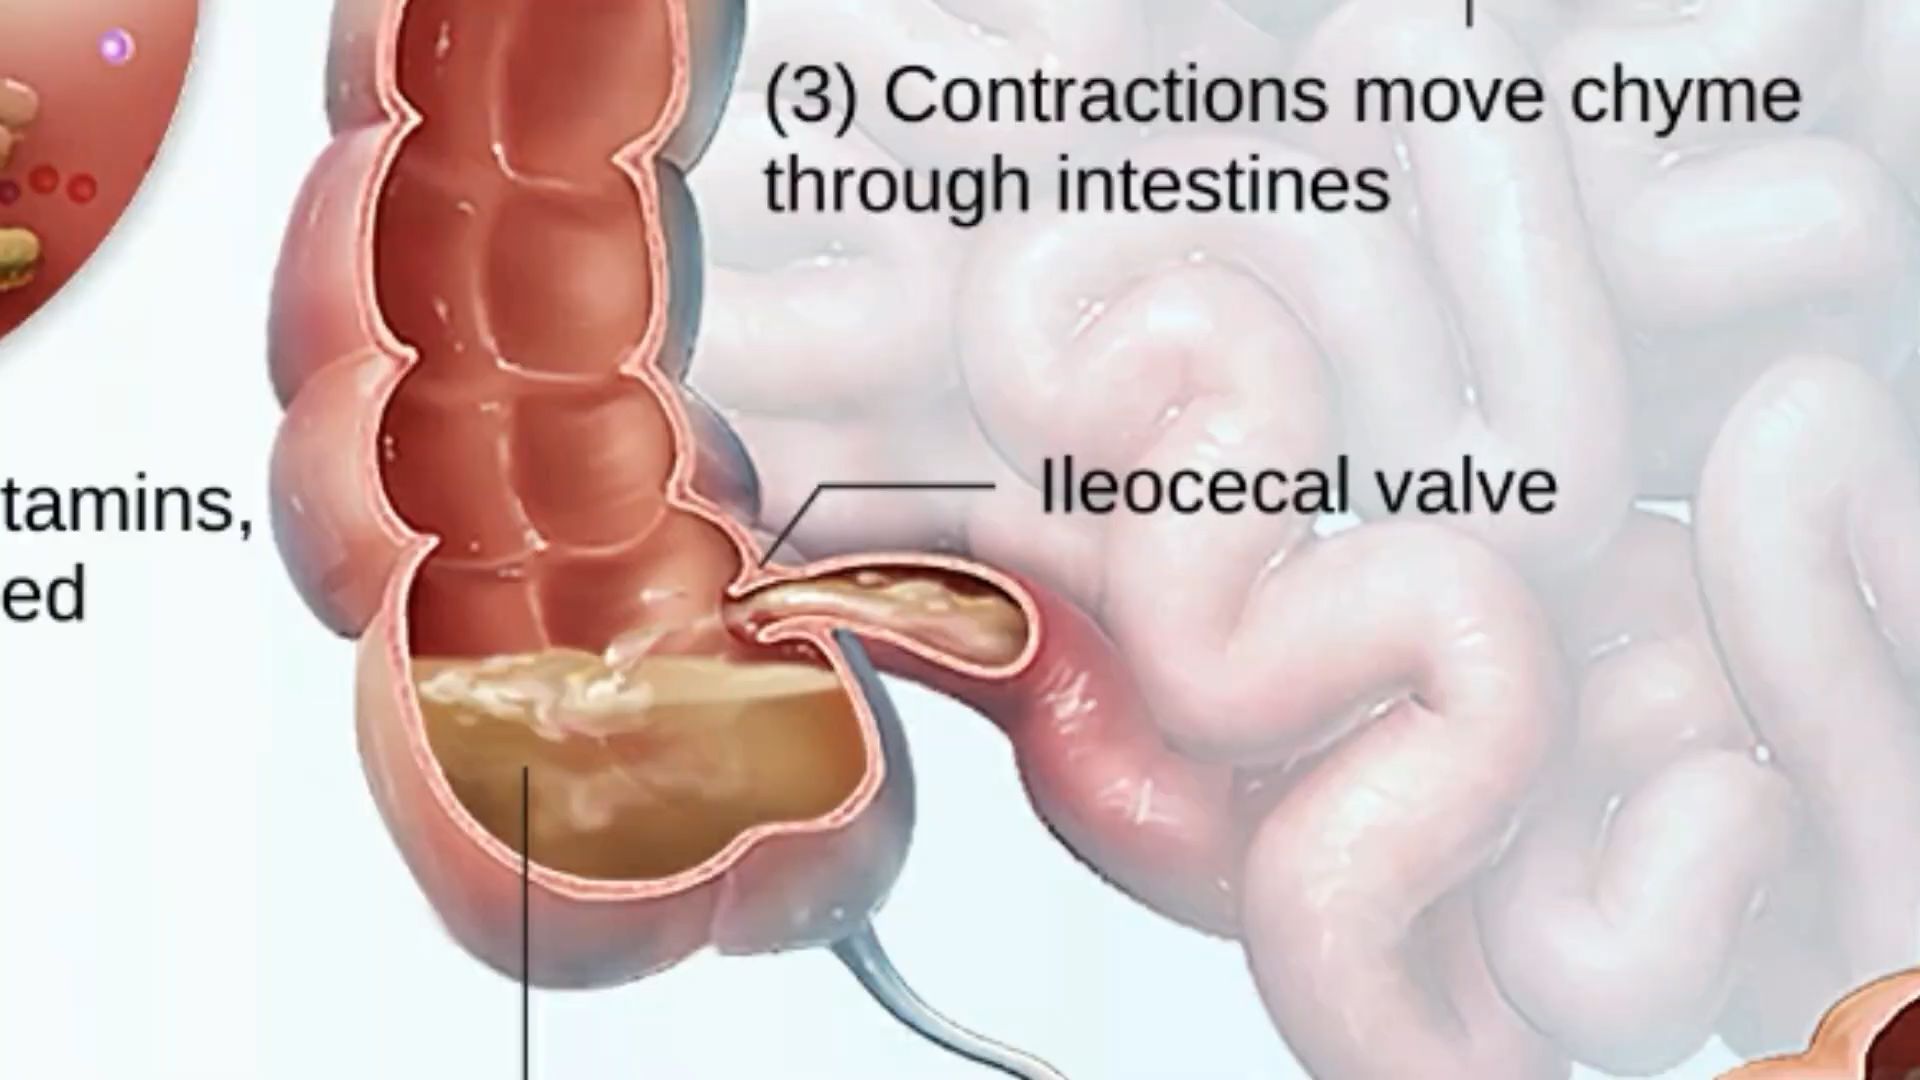 (3) Contractions move chyme
through intestines
Ileocecal valve
tamins,
ed